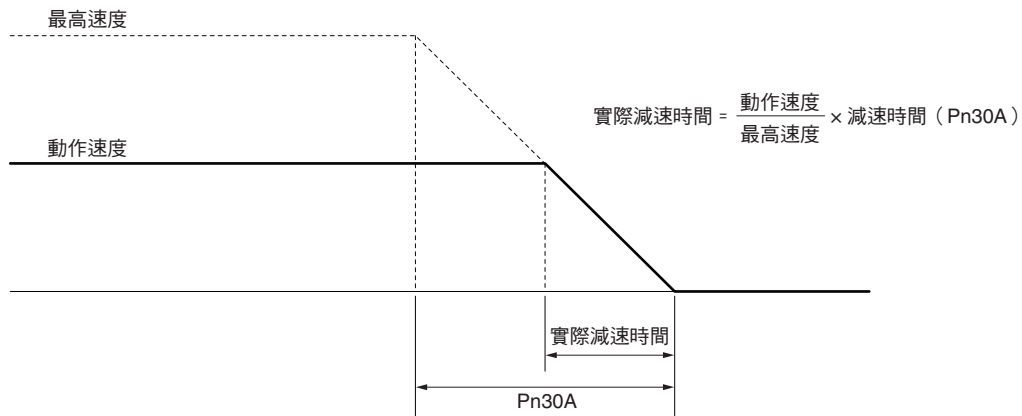 最高速度
實際減速時間 = 動作速度 / 最高速度 × 減速時間（Pn30A）
動作速度
實際減速時間
Pn30A